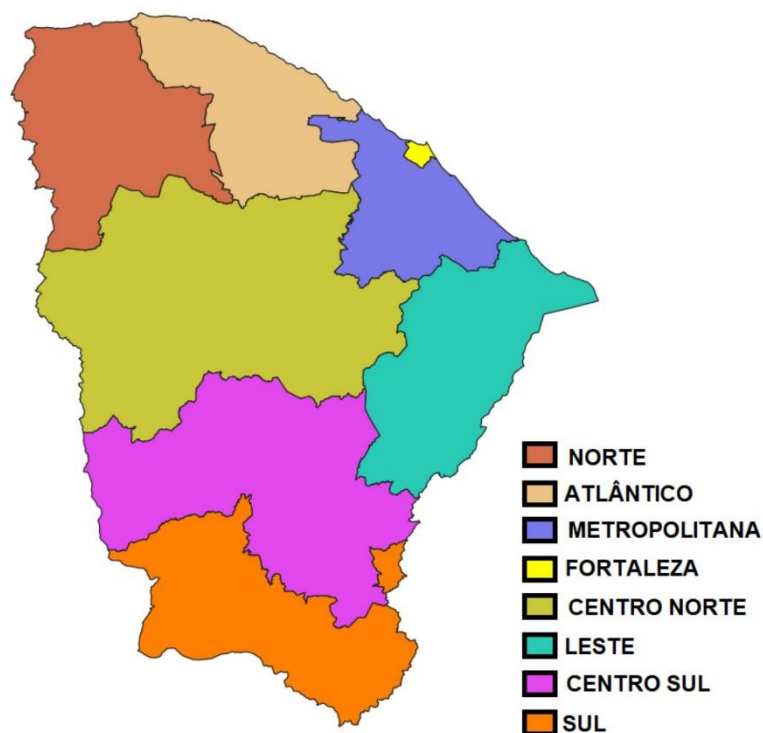 NORTE
ATLÂNTICO
METROPOLITANA
FORTALEZA
CENTRO NORTE
LESTE
CENTRO SUL
SUL